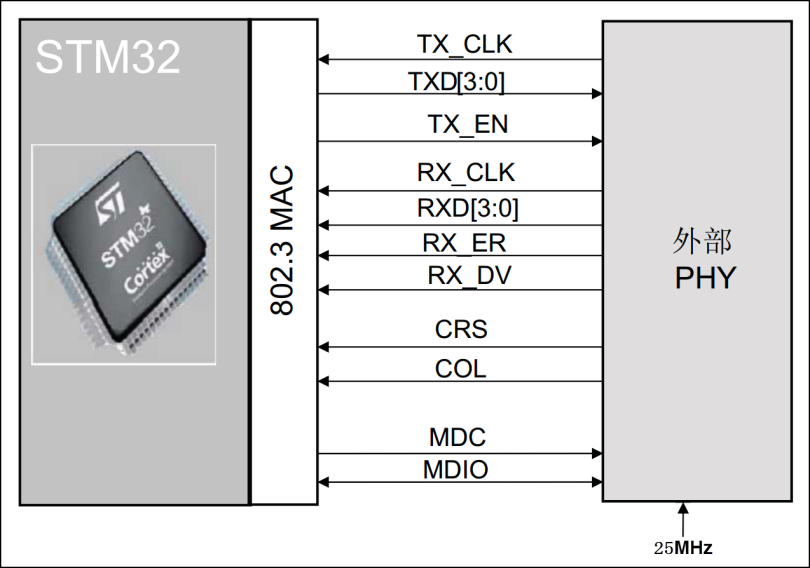 STM32
ST
STM32
Cortex
802.3 MAC
TX_CLK
TXD[3:0]
TX_EN
RX_CLK
RXD[3:0]
RX_ER
RX_DV
CRS
COL
MDC
MDIO
外部
PHY
25MHz